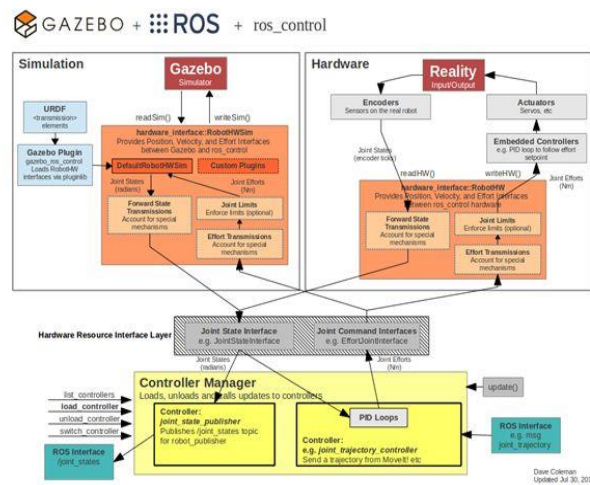 GAZEBO + ROS + ros_control
Simulation
Hardware
Gazebo
Simulator
Reality
Input/Output
URDF
<transmission>
elements
readSim()
writeSim()
Encoders
Sensors on the real robot
Actuators
Servos, etc
Gazebo Plugin
gazebo_ros_control
Loads RobotHW
interfaces via pluginlib
hardware_interface::RobotHWSim
Provides Position, Velocity, and Effort Interfaces
between Gazebo and ros_control
DefaultRobotHWSim
Custom Plugins
Joint States
(radians)
Joint Efforts
(Nm)
Forward State
Transmissions
Account for special
mechanisms
Joint Limits
Enforce limits (optional)
Effort Transmissions
Account for special
mechanisms
Embedded Controllers
e.g. PID loop to follow effort
setpoint
Joint States
(encoder ticks)
readHW()
writeHW()
Joint Efforts
(Nm)
hardware_interface::RobotHW
Provides Position, Velocity, and Effort Interfaces
between ros_control hardware
Forward State
Transmissions
Account for special
mechanisms
Joint Limits
Enforce limits (optional)
Effort Transmissions
Account for special
mechanisms
Hardware Resource Interface Layer
Joint State Interface
e.g. JointStateInterface
Joint Command Interfaces
e.g. EffortJointInterface
Joint States
(radians)
Joint Efforts
(Nm)
Controller Manager
Loads, unloads and calls updates to controllers
update()
list_controllers
load_controller
unload_controller
switch_controller
Controller:
joint_state_publisher
Publishes /joint_states topic
for robot_publisher
PID Loops
Controller:
e.g. joint_trajectory_controller
Send a trajectory from MoveIt! etc
ROS Interface
/joint_states
ROS Interface
e.g. msg
joint_trajectory
Dave Coleman
Updated Jul 30,